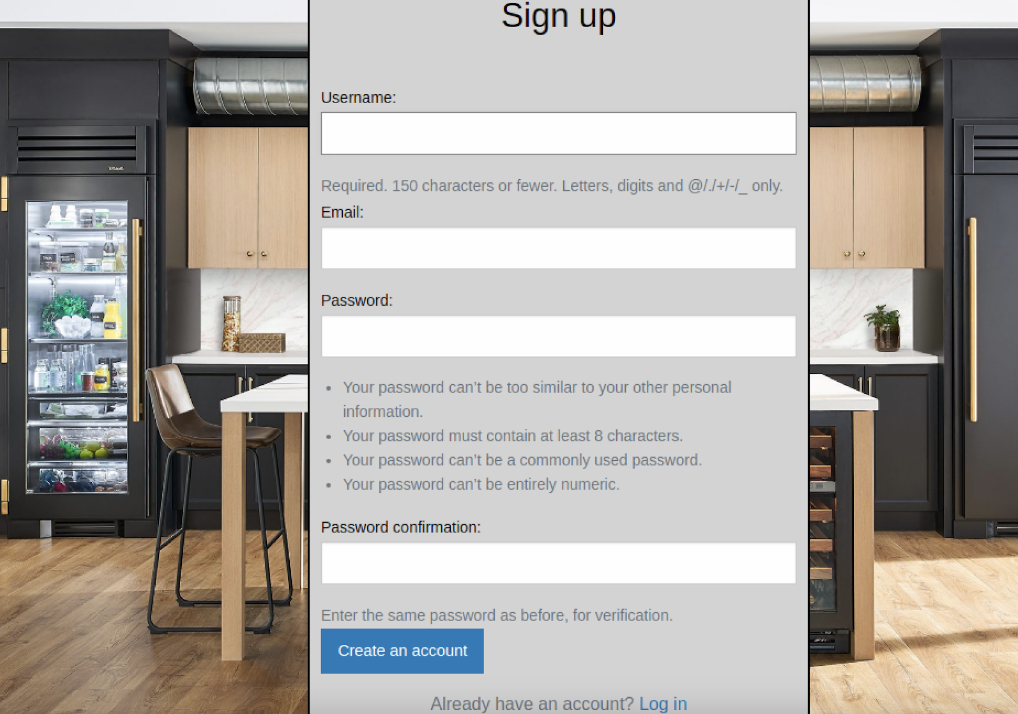 Sign up
Username:
Required. 150 characters or fewer. Letters, digits and @/./+/-/_ only.
Email:
Password:
Your password can't be too similar to your other personal
information.
Your password must contain at least 8 characters.
Your password can't be a commonly used password.
Your password can't be entirely numeric.
Password confirmation:
Enter the same password as before, for verification.
Create an account
Already have an account? Log in